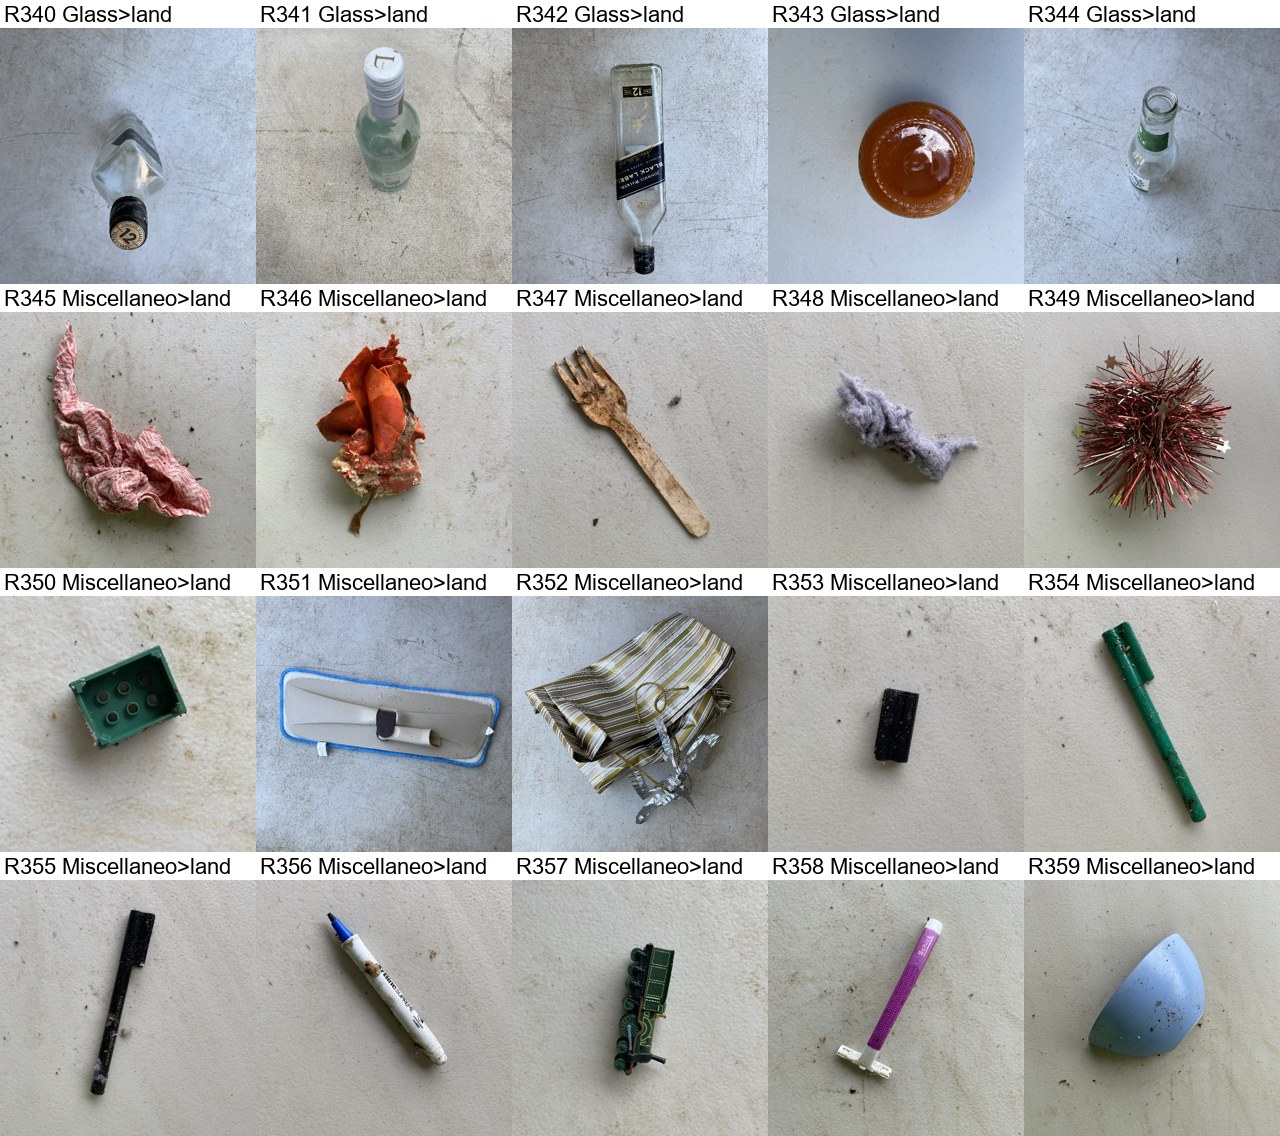 R340 Glass>land
R341 Glass>land
R342 Glass>land
R343 Glass>land
R344 Glass>land
12
L
12
BLACK LABEL
R345 Miscellaneo>land
R346 Miscellaneo>land
R347 Miscellaneo>land
R348 Miscellaneo>land
R349 Miscellaneo>land
R350 Miscellaneo>land
R351 Miscellaneo>land
R352 Miscellaneo>land
R353 Miscellaneo>land
R354 Miscellaneo>land
R355 Miscellaneo>land
R356 Miscellaneo>land
R357 Miscellaneo>land
R358 Miscellaneo>land
R359 Miscellaneo>land